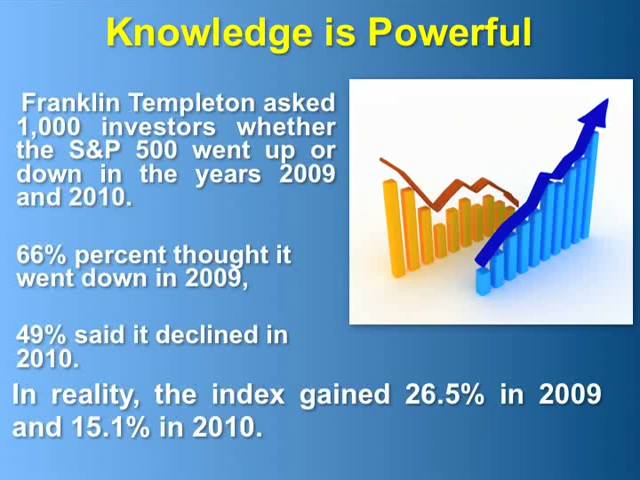 Knowledge is Powerful
Franklin Templeton asked
1,000 investors whether
the S&P 500 went up or
down in the years 2009
and 2010.
66% percent thought it
went down in 2009,
49% said it declined in
2010.
In reality, the index gained 26.5% in 2009
and 15.1% in 2010.